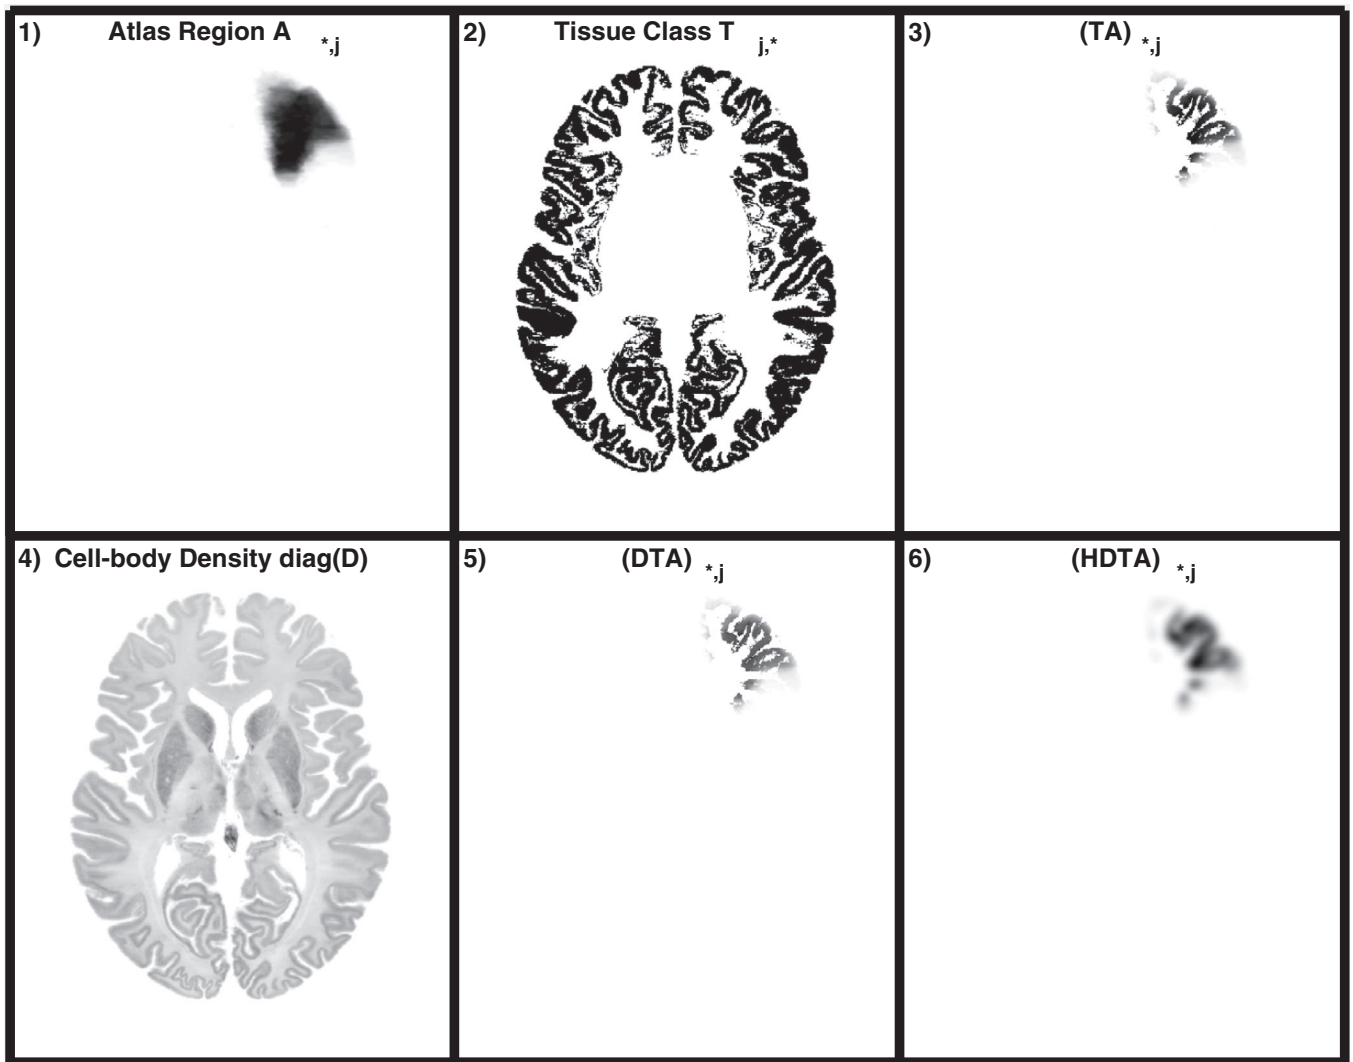 1) Atlas Region A *,j
2) Tissue Class T j,*
3) (TA) *,j
4) Cell-body Density diag(D)
5) (DTA) *,j
6) (HDTA) *,j